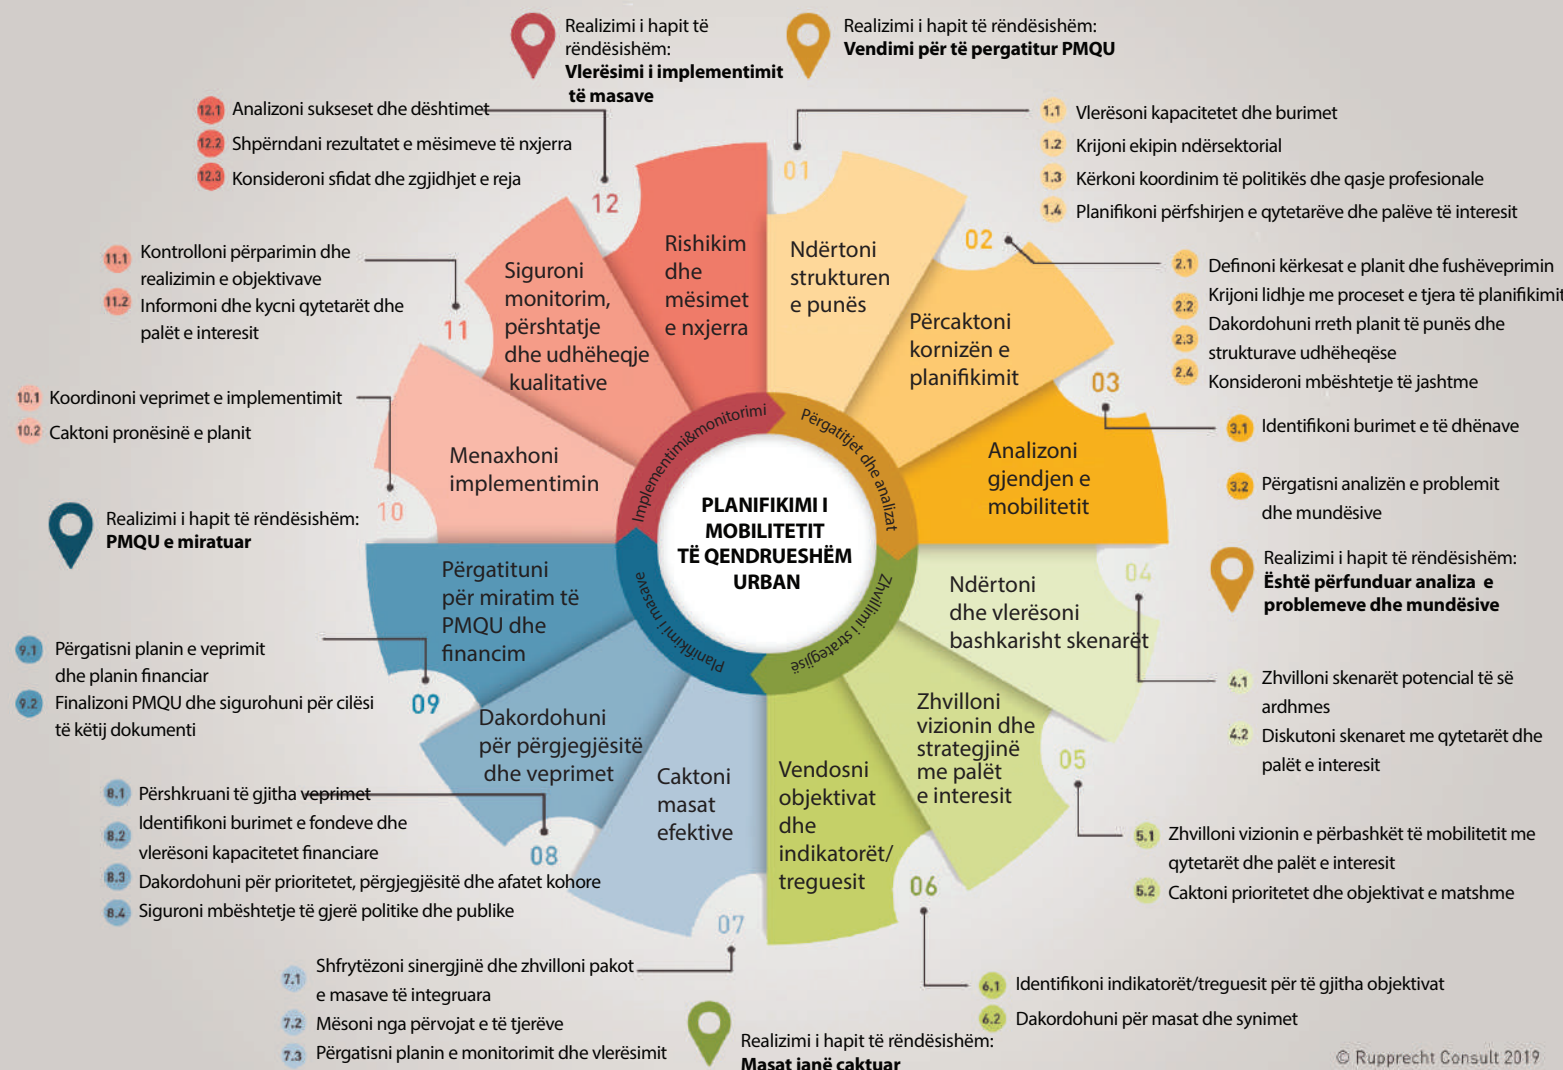 Realizimi i hapit të
rëndësishëm:
Vlerësimi i implementimit
të masave
Realizimi i hapit të rëndësishëm:
Vendimi për të pergatitur PMQU
12.1 Analizoni sukseset dhe dështimet
12.2 Shpërndani rezultatet e mësimeve të nxjerra
12.3 Konsideroni sfidat dhe zgjidhjet e reja
1.1 Vlerësoni kapacitetet dhe burimet
1.2 Krijoni ekipin ndërsektorial
1.3 Kërkoni koordinim të politikës dhe qasje profesionale
1.4 Planifikoni përfshirjen e qytetarëve dhe palëve të interesit
11.1 Kontrolloni përparimin dhe
realizimin e objektivave
11.2 Informoni dhe kycni qytetarët dhe
palët e interesit
2.1 Definoni kërkesat e planit dhe fushëveprimin
2.2 Krijoni lidhje me proceset e tjera të planifikimit
2.3 Dakordohuni rreth planit të punës dhe
strukturave udhëheqëse
2.4 Konsideroni mbështetje të jashtme
10.1 Koordinoni veprimet e implementimit
10.2 Caktoni pronësinë e planit
3.1 Identifikoni burimet e të dhënave
3.2 Përgatisni analizën e problemit
dhe mundësive
Realizimi i hapit të rëndësishëm:
PMQU e miratuar
Realizimi i hapit të rëndësishëm:
Është përfunduar analiza e
problemeve dhe mundësive
01
Ndërtoni
strukturen
e punës
02
Përcaktoni
kornizën e
planifikimit
03
Analizoni
gjendjen e
mobilitetit
04
Ndërtoni
dhe vlerësoni
bashkarisht skenarët
05
Zhvilloni
vizionin dhe
strategjinë
me palët
e interesit
06
Vendosni
objektivat
dhe
indikatorët/
treguesit
07
Caktoni
masat
efektive
08
Dakordohuni
për përgjegjësitë
dhe veprimet
09
Përgatituni
për miratim të
PMQU dhe
financim
10
Menaxhoni
implementimin
11
Siguroni
monitorim,
përshtatje
dhe udhëheqje
kualitative
12
Rishikim
dhe
mësimet
e nxjerra
Implementimi&monitorimi
Përgatitjet dhe analizat
Zhvillimi i strategjisë
Planifikimi i masave
PLANIFIKIMI I
MOBILITETIT
TË QENDRUESHËM
URBAN
9.1 Përgatisni planin e veprimit
dhe planin financiar
9.2 Finalizoni PMQU dhe sigurohuni për cilësi
të këtij dokumenti
4.1 Zhvilloni skenarët potencial të së
ardhmes
4.2 Diskutoni skenaret me qytetarët dhe
palët e interesit
8.1 Përshkruani të gjitha veprimet
8.2 Identifikoni burimet e fondeve dhe
vlerësoni kapacitetet financiare
8.3 Dakordohuni për prioritetet, përgjegjësitë dhe afatet kohore
8.4 Siguroni mbështetje të gjerë politike dhe publike
5.1 Zhvilloni vizionin e përbashkët të mobilitetit me
qytetarët dhe palët e interesit
5.2 Caktoni prioritetet dhe objektivat e matshme
7.1 Shfrytëzoni sinergjinë dhe zhvilloni pakot
e masave të integruara
7.2 Mësoni nga përvojat e të tjerëve
7.3 Përgatisni planin e monitorimit dhe vlerësimit
6.1 Identifikoni indikatorët/treguesit për të gjitha objektivat
6.2 Dakordohuni për masat dhe synimet
Realizimi i hapit të rëndësishëm:
Masat janë caktuar
© Rupprecht Consult 2019